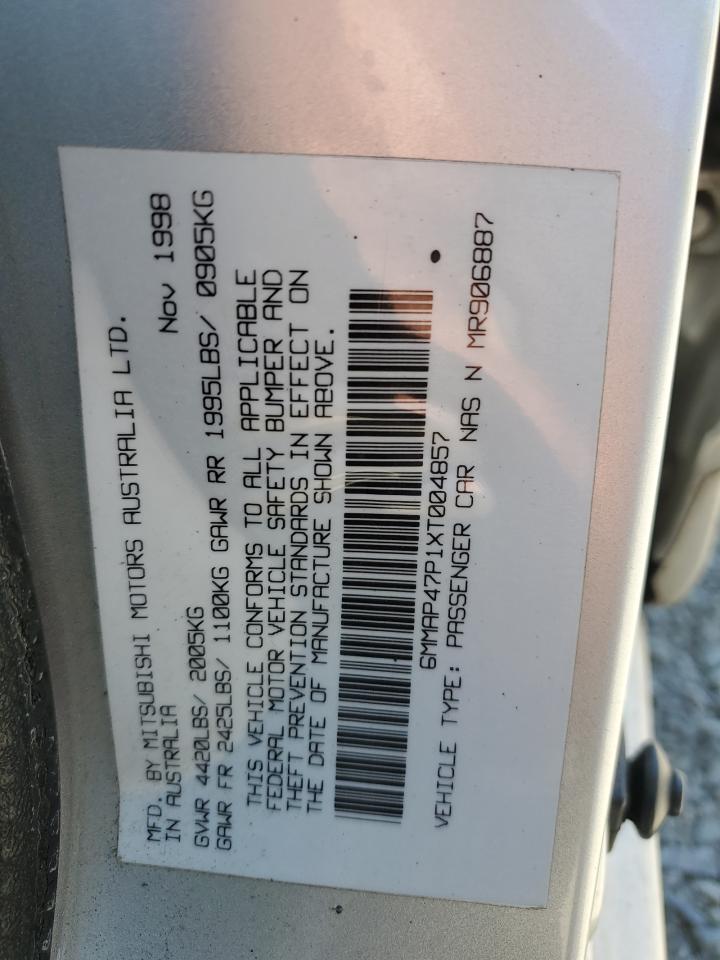 MFD. BY MITSUBISHI MOTORS AUSTRALIA LTD.
IN AUSTRALIA Nov 1998
GVWR 4420LBS/ 2005KG
GAWR FR 2425LBS/ 1100KG GAWR RR 1995LBS/ 0905KG
THIS VEHICLE CONFORMS TO ALL APPLICABLE
FEDERAL MOTOR VEHICLE SAFETY BUMPER AND
THEFT PREVENTION STANDARDS IN EFFECT ON
THE DATE OF MANUFACTURE SHOWN ABOVE.
6MMAP47P1XT004857
VEHICLE TYPE: PASSENGER CAR NAS N MR906887